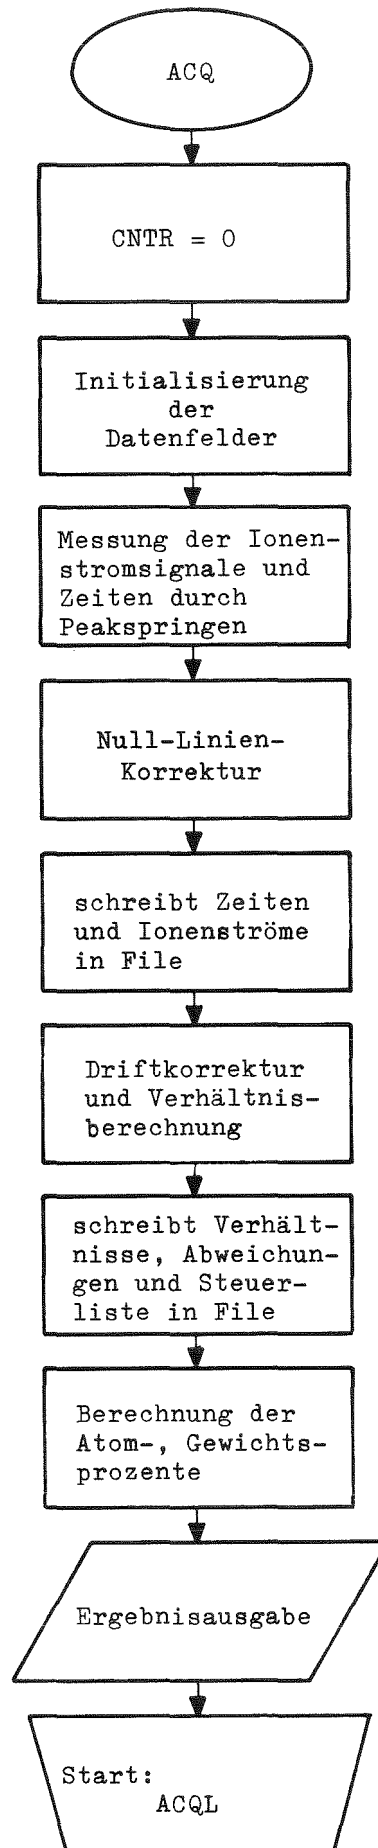 ACQ
CNTR = 0
Initialisierung
der
Datenfelder
Messung der Ionen-
stromsignale und
Zeiten durch
Peakspringen
Null-Linien-
Korrektur
schreibt Zeiten
und Ionenströme
in File
Driftkorrektur
und Verhältnis-
berechnung
schreibt Verhält-
nisse, Abweichun-
gen und Steuer-
liste in File
Berechnung der
Atom-, Gewichts-
prozente
Ergebnisausgabe
Start:
ACQL